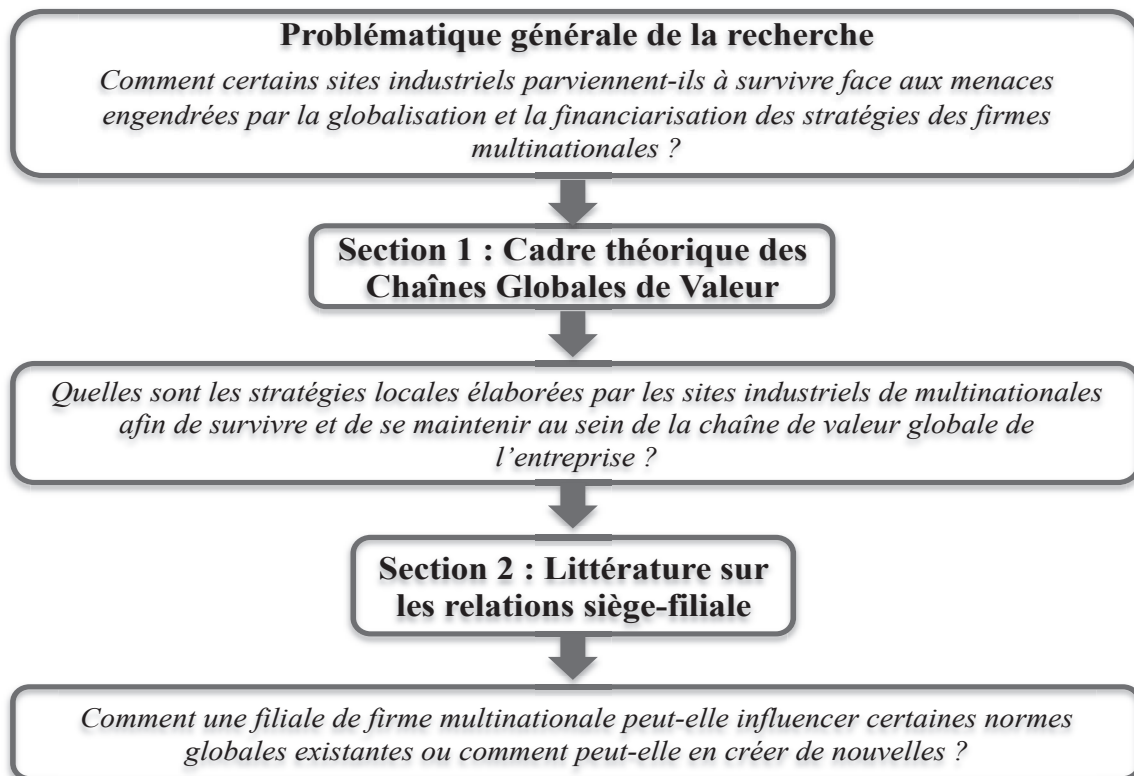 Problématique générale de la recherche
Comment certains sites industriels parviennent-ils à survivre face aux menaces
engendrées par la globalisation et la financiarisation des stratégies des firmes
multinationales ?
Section 1 : Cadre théorique des
Chaînes Globales de Valeur
Quelles sont les stratégies locales élaborées par les sites industriels de multinationales
afin de survivre et de se maintenir au sein de la chaîne de valeur globale de
l’entreprise ?
Section 2 : Littérature sur
les relations siège-filiale
Comment une filiale de firme multinationale peut-elle influencer certaines normes
globales existantes ou comment peut-elle en créer de nouvelles ?